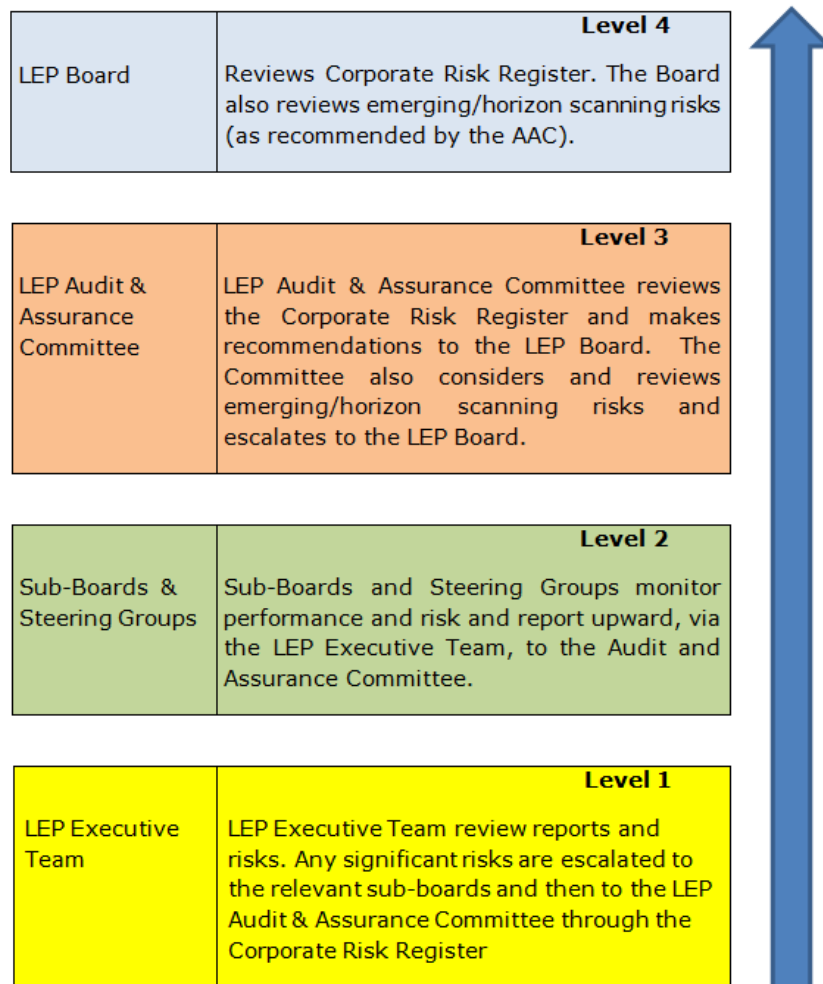 Level 4
LEP Board
Reviews Corporate Risk Register. The Board
also reviews emerging/horizon scanning risks
(as recommended by the AAC).
Level 3
LEP Audit &
Assurance
Committee
LEP Audit & Assurance Committee reviews
the Corporate Risk Register and makes
recommendations to the LEP Board. The
Committee also considers and reviews
emerging/horizon scanning risks and
escalates to the LEP Board.
Level 2
Sub-Boards &
Steering Groups
Sub-Boards and Steering Groups monitor
performance and risk and report upward, via
the LEP Executive Team, to the Audit and
Assurance Committee.
Level 1
LEP Executive
Team
LEP Executive Team review reports and
risks. Any significant risks are escalated to
the relevant sub-boards and then to the LEP
Audit & Assurance Committee through the
Corporate Risk Register